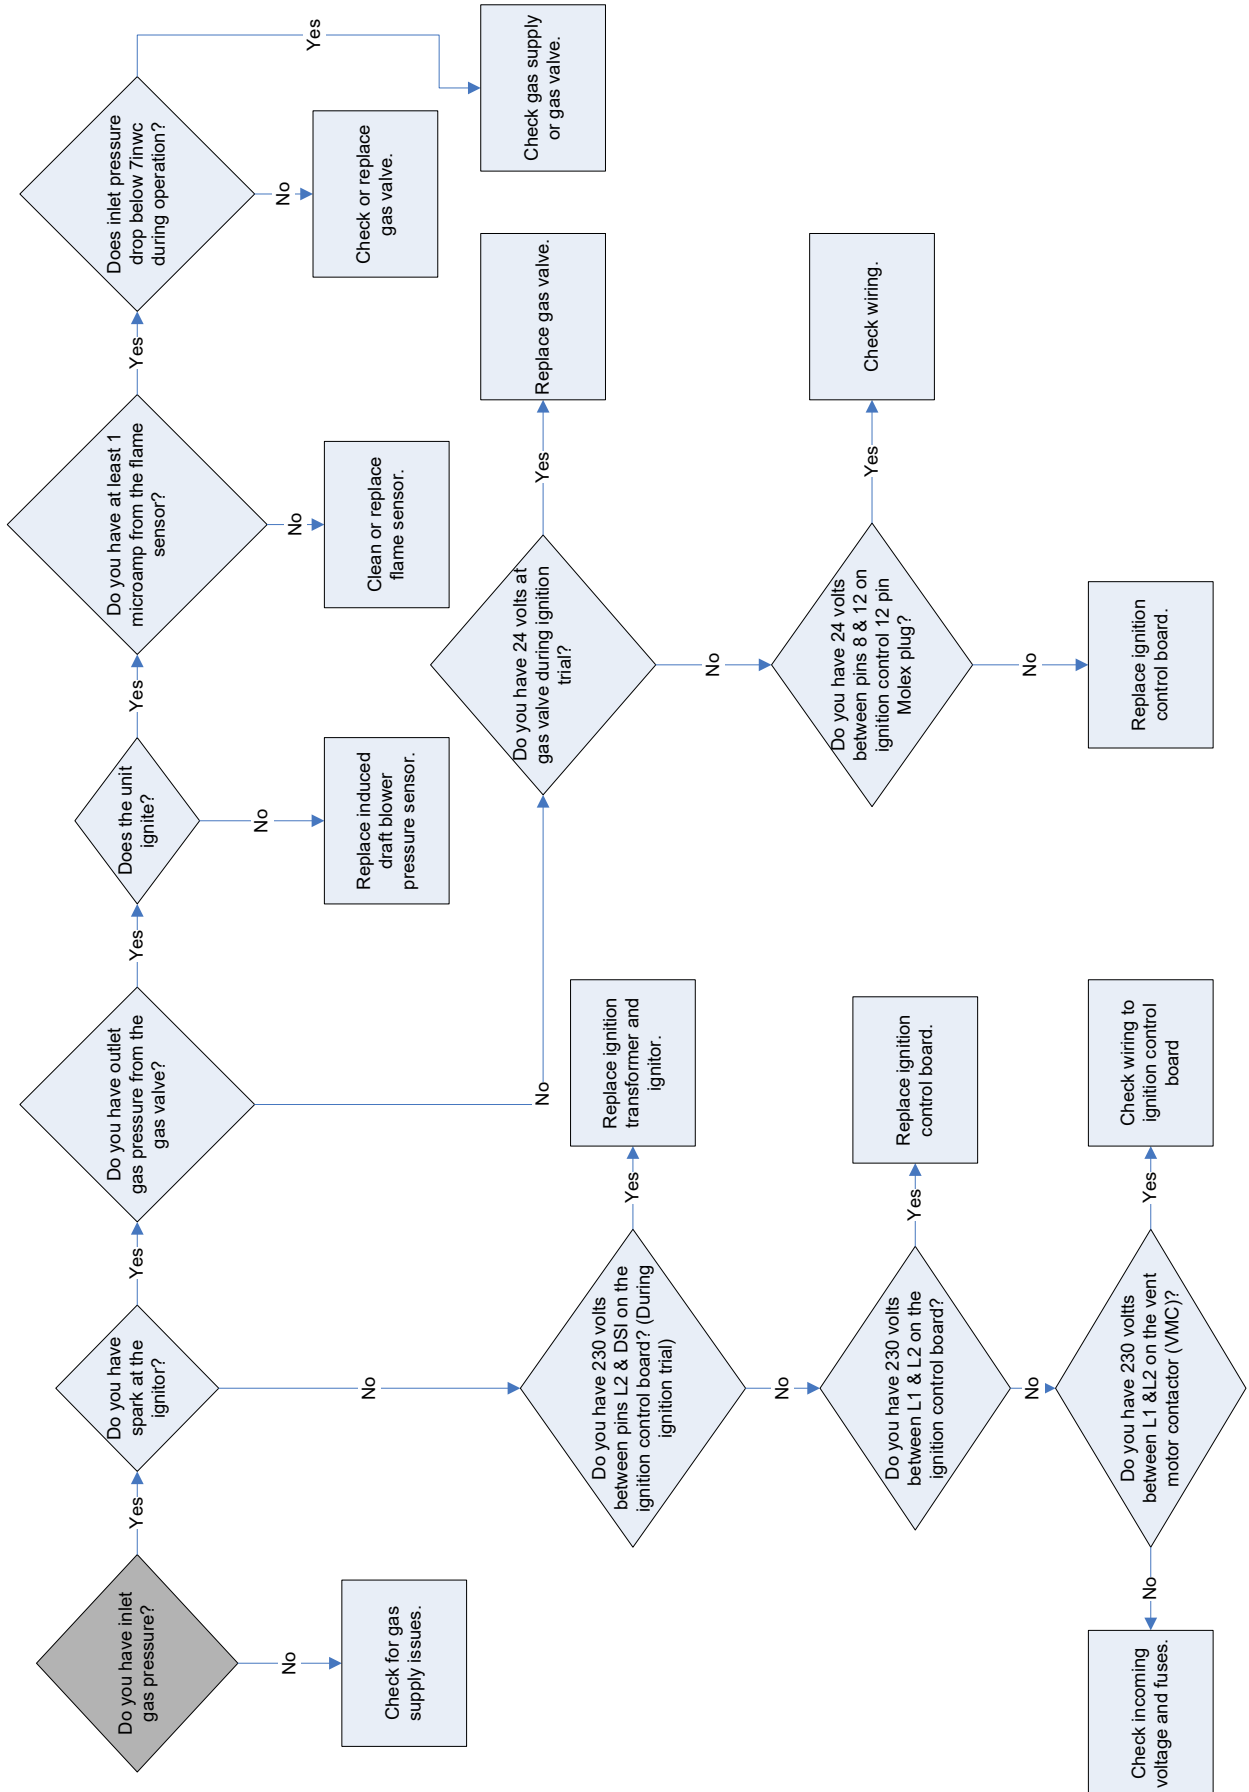 Do you have inlet
gas pressure?
Yes
No
Check for gas
supply issues.
Do you have
spark at the
ignitor?
Yes
No
Do you have outlet
gas pressure from the
gas valve?
Yes
No
Does the unit
ignite?
Yes
No
Replace induced
draft blower
pressure sensor.
Do you have at least 1
microamp from the flame
sensor?
Yes
No
Clean or replace
flame sensor.
Does inlet pressure
drop below 7inwc
during operation?
Yes
No
Check or replace
gas valve.
Check gas supply
or gas valve.
Do you have 24 volts at
gas valve during ignition
trial?
Yes
No
Replace gas valve.
Do you have 24 volts
between pins 8 & 12 on
ignition control 12 pin
Molex plug?
Yes
No
Check wiring.
Replace ignition
control board.
Do you have 230 volts
between pins L2 & DSI on the
ignition control board? (During
ignition trial)
Yes
No
Replace ignition
transformer and
ignitor.
Do you have 230 volts
between L1 & L2 on the
ignition control board?
Yes
No
Replace ignition
control board.
Do you have 230 voltts
between L1 &L2 on the vent
motor contactor (VMC)?
Yes
No
Check wiring to
ignition control
board
Check incoming
voltage and fuses.